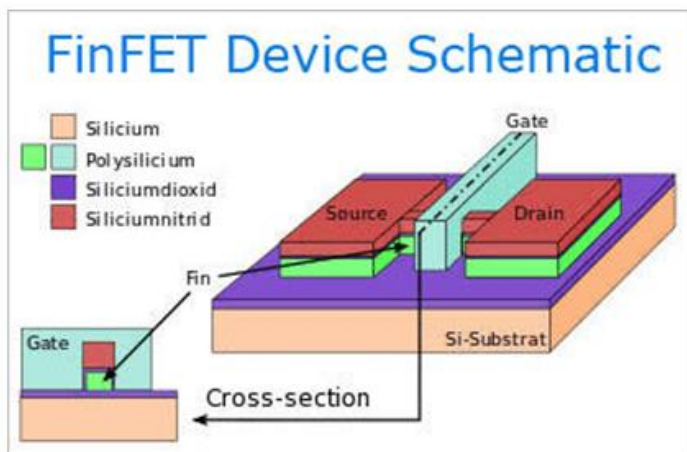 FinFET Device Schematic
Silicium
Polysilicium
Siliciumdioxid
Siliciumnitrid
Gate
Source
Drain
Fin
Si-Substrat
Gate
Cross-section